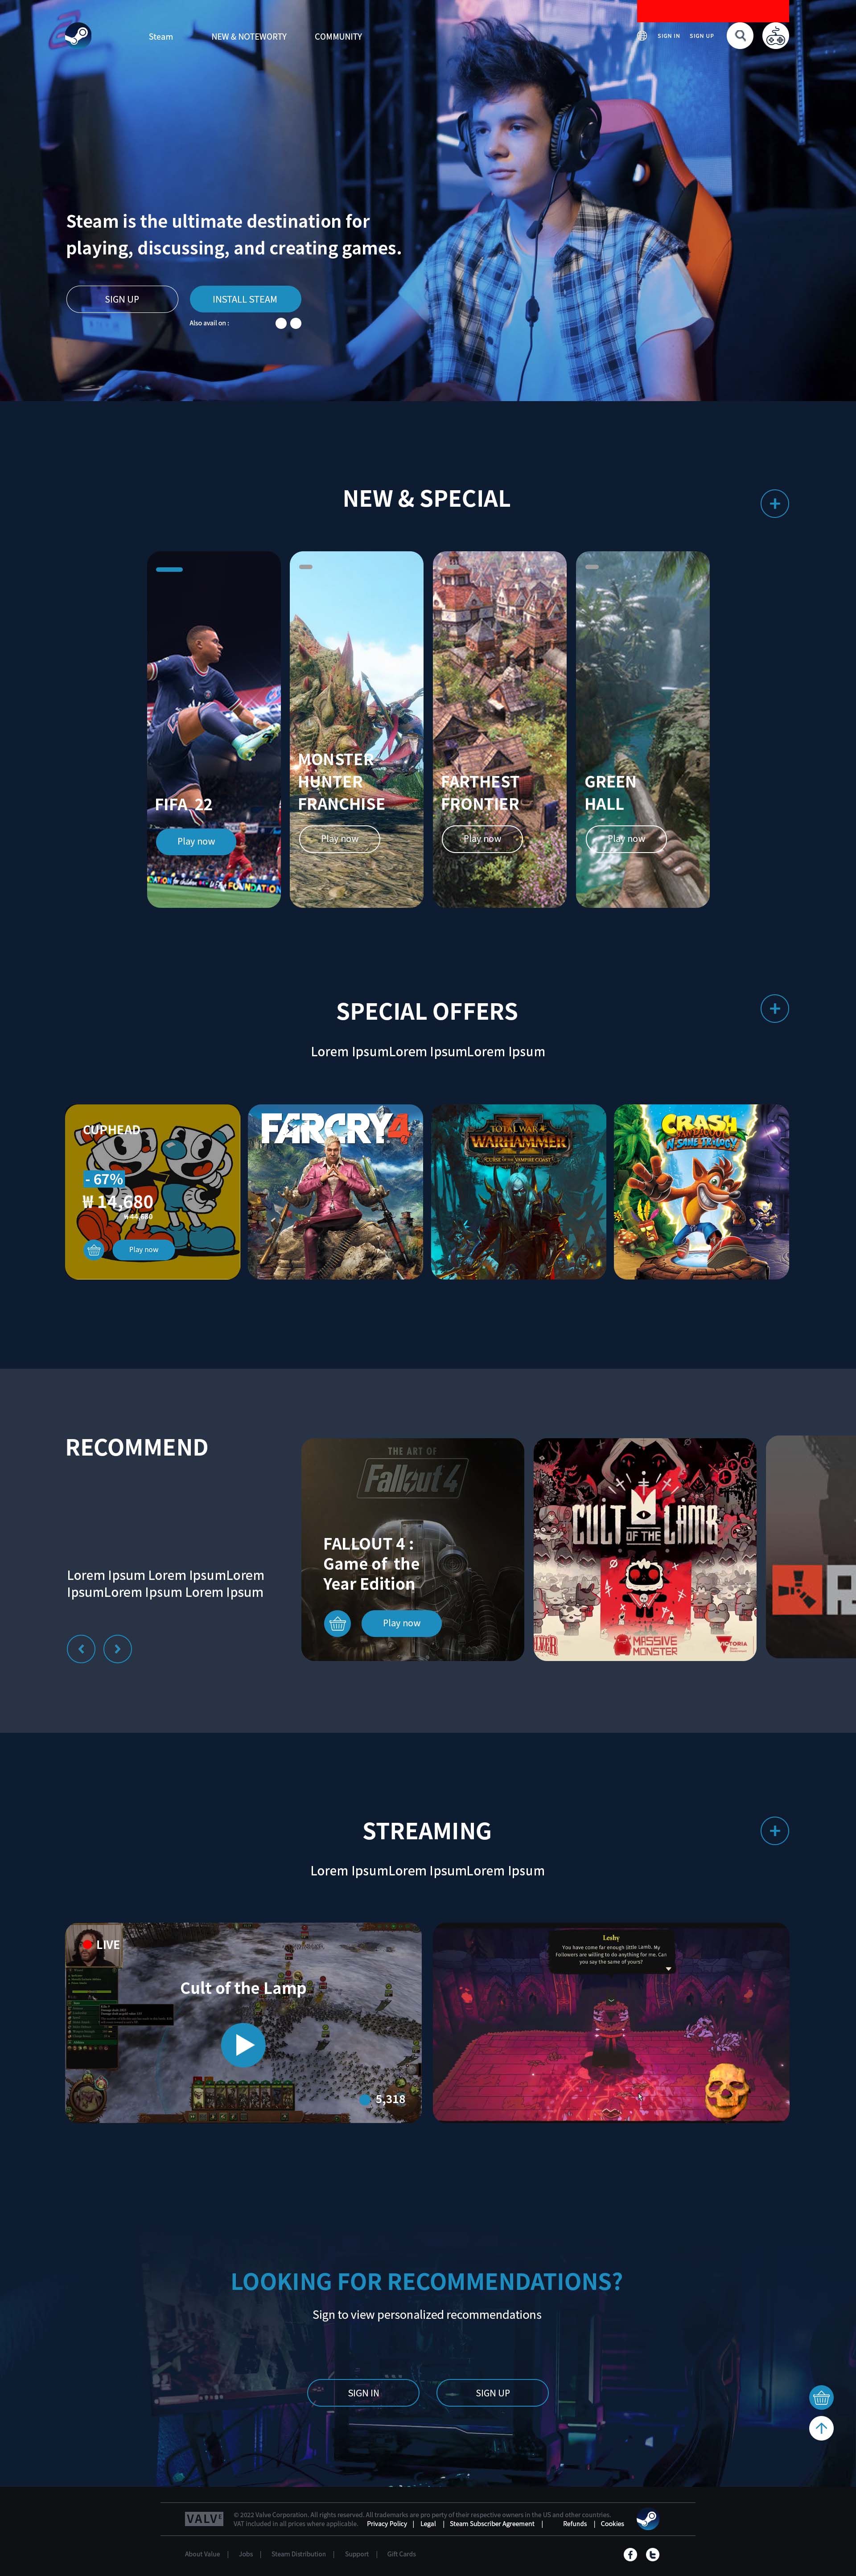 Steam
NEW & NOTEWORTY
COMMUNITY
SIGN IN
SIGN UP
Steam is the ultimate destination for
playing, discussing, and creating games.
SIGN UP
INSTALL STEAM
Also avail on :
NEW & SPECIAL
FIFA 22
Play now
MONSTER
HUNTER
FRANCHISE
Play now
FARTHEST
FRONTIER
Play now
GREEN
HALL
Play now
SPECIAL OFFERS
Lorem IpsumLorem IpsumLorem Ipsum
CUPHEAD
- 67%
₩ 14,680
₩ 44,680
Play now
FARCRY4
TOTAL WAR
WARHAMMER
II
CURSE OF THE VAMPIRE COAST
CRASH
BANDICOOT
N-SANE TRILOGY
RECOMMEND
Lorem Ipsum Lorem IpsumLorem
IpsumLorem Ipsum Lorem Ipsum
THE ART OF
Fallout 4
FALLOUT 4 :
Game of the
Year Edition
Play now
CULT OF THE LAMB
MASSIVE
MONSTER
VICTORIA
STREAMING
Lorem IpsumLorem IpsumLorem Ipsum
LIVE
Cult of the Lamp
5,318
Leshy
You have come far enough little Lamb. My
Followers are willing to do anything for me. Can
you say the same of yours?
LOOKING FOR RECOMMENDATIONS?
Sign to view personalized recommendations
SIGN IN
SIGN UP
VALVE
© 2022 Valve Corporation. All rights reserved. All trademarks are pro perty of their respective owners in the US and other countries.
VAT included in all prices where applicable. Privacy Policy | Legal | Steam Subscriber Agreement | Refunds | Cookies
About Value | Jobs | Steam Distribution | Support | Gift Cards